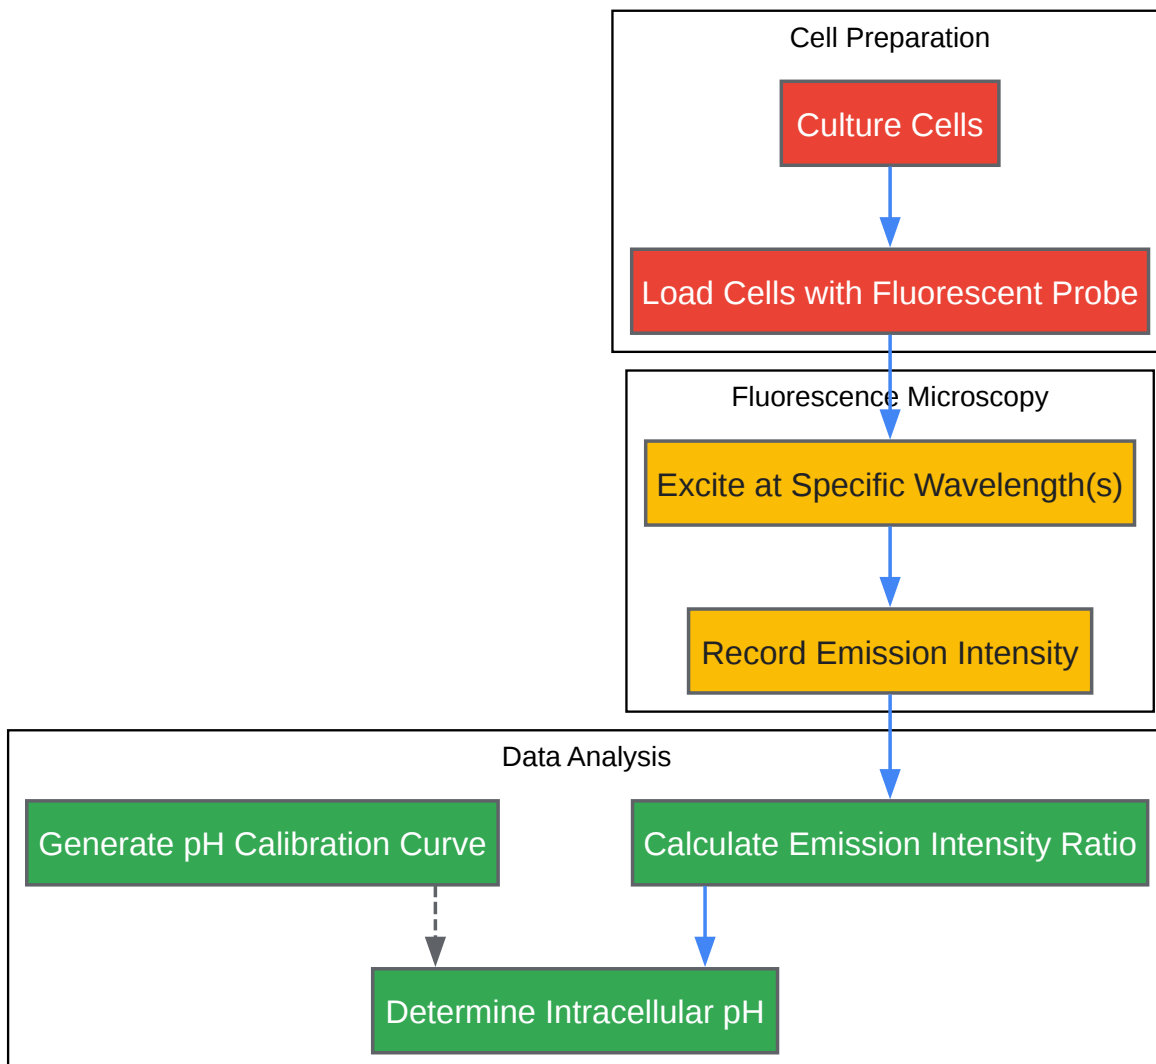 Cell Preparation
Culture Cells
Load Cells with Fluorescent Probe
Fluorescence Microscopy
Excite at Specific Wavelength(s)
Record Emission Intensity
Data Analysis
Generate pH Calibration Curve
Calculate Emission Intensity Ratio
Determine Intracellular pH